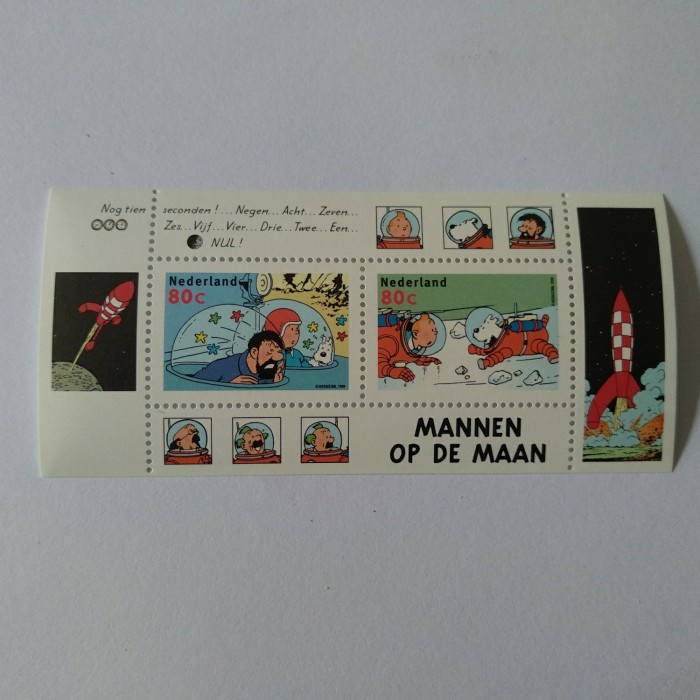 Nog tien seconden!... Negen... Acht... Zeven...
Zes... Vijf... Vier... Drie... Twee... Een...
NUL!
Nederland
80c
Nederland
80c
MANNEN
OP DE MAAN